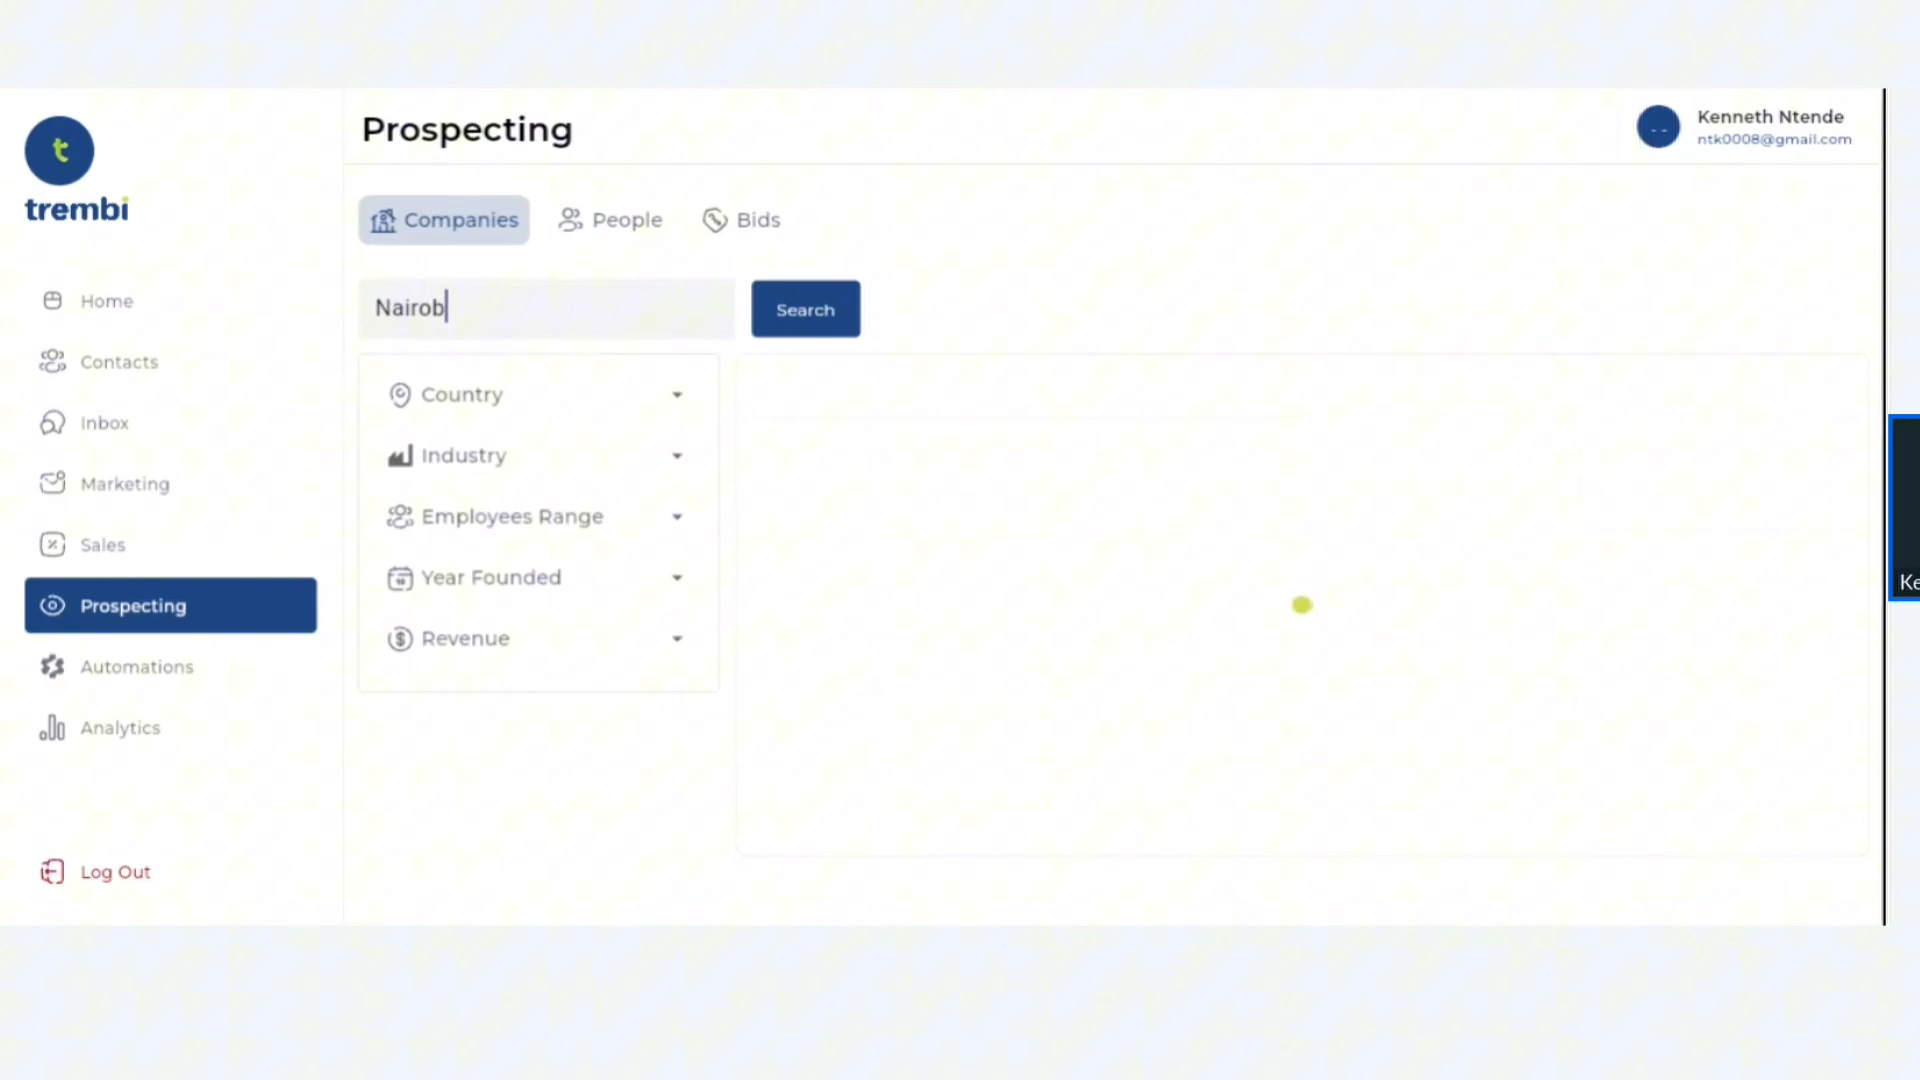 t
trembi
Home
Contacts
Inbox
Marketing
Sales
Prospecting
Automations
Analytics
Log Out
Prospecting
Kenneth Ntende
ntk0008@gmail.com
Companies
People
Bids
Nairob
Search
Country
Industry
Employees Range
Year Founded
Revenue
Ke